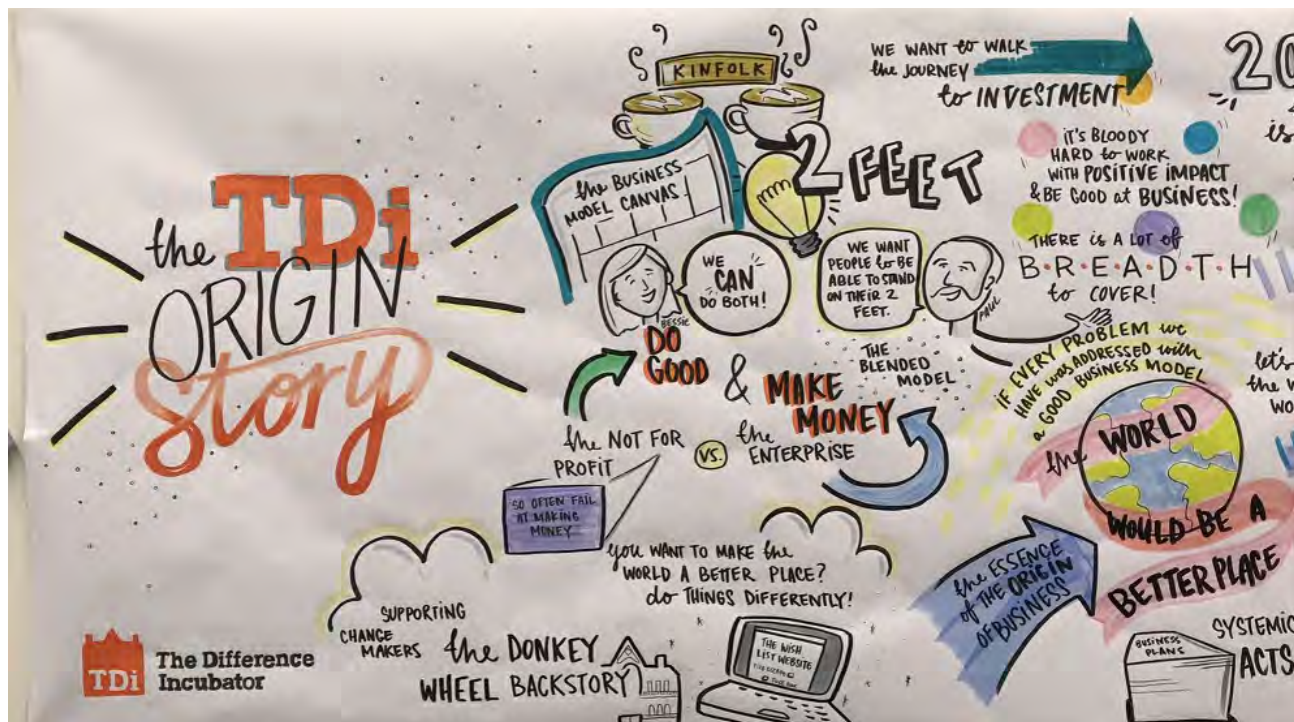 the TDi
ORIGIN
Story
TDi
The Difference
Incubator
KINFOLK
the BUSINESS
MODEL CANVAS
2 FEET
WE
CAN
DO BOTH!
BESSIE
WE WANT
PEOPLE to BE
ABLE TO STAND
ON THEIR 2
FEET.
PAUL
DO
GOOD
&
MAKE
MONEY
THE
BLENDED
MODEL
the NOT FOR
PROFIT
VS.
the
ENTERPRISE
SO OFTEN FAIL
AT MAKING
MONEY
SUPPORTING
CHANGE
MAKERS
the DONKEY
WHEEL BACKSTORY
you WANT TO MAKE the
WORLD A BETTER PLACE?
do THINGS DIFFERENTLY!
THE WISH
LIST WEBSITE
WE WANT to WALK
the JOURNEY
to INVESTMENT
IT'S BLOODY
HARD to WORK
WITH POSITIVE IMPACT
& BE GOOD at BUSINESS!
THERE is A LOT of
B•R•E•A•D•T•H
to COVER!
IF EVERY PROBLEM we
HAVE was ADDRESSED with
a GOOD BUSINESS MODEL
the WORLD
WOULD BE A
BETTER PLACE
the ESSENCE
of THE ORIGIN
OF BUSINESS
BUSINESS
PLANS
SYSTEMIC
ACTS
20
is
let's
the